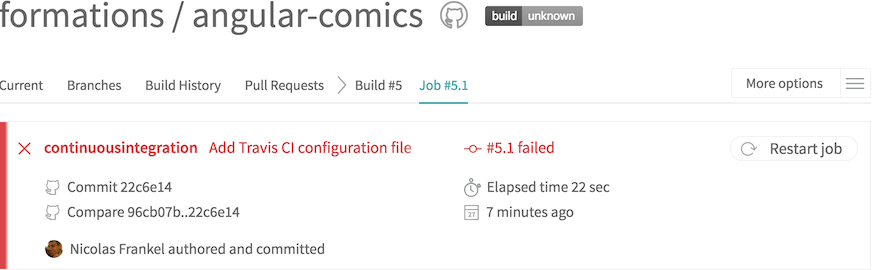 formations / angular-comics build unknown
Current Branches Build History Pull Requests Build #5 Job #5.1 More options
continuousintegration Add Travis CI configuration file #5.1 failed Restart job
Commit 22c6e14 Elapsed time 22 sec
Compare 96cb07b..22c6e14 27 7 minutes ago
Nicolas Frankel authored and committed